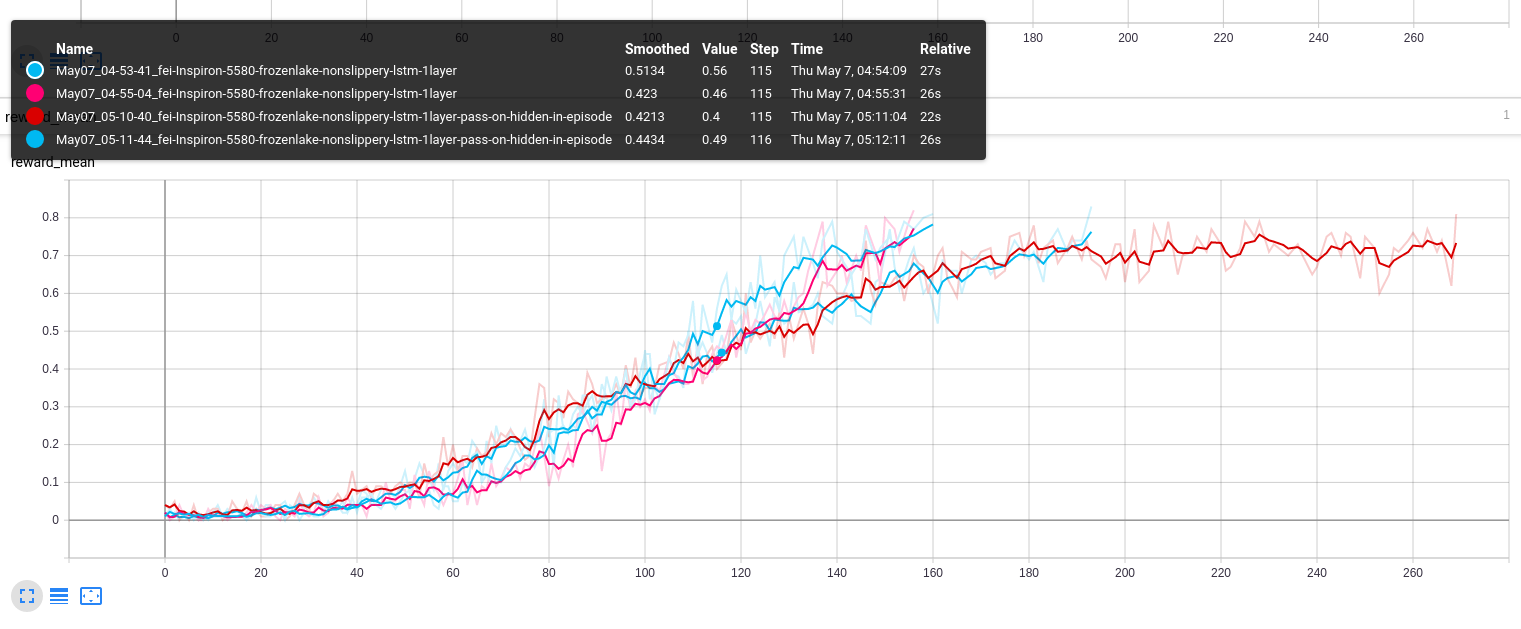 0 20 40 60 80 100 120 140 160 180 200 220 240 260
Name Smoothed Value Step Time Relative
May07_04-53-41_fei-Inspiron-5580-frozenlake-nonslippery-lstm-1layer 0.5134 0.56 115 Thu May 7, 04:54:09 27s
May07_04-55-04_fei-Inspiron-5580-frozenlake-nonslippery-lstm-1layer 0.423 0.46 115 Thu May 7, 04:55:31 26s
May07_05-10-40_fei-Inspiron-5580-frozenlake-nonslippery-lstm-1layer-pass-on-hidden-in-episode 0.4213 0.4 115 Thu May 7, 05:11:04 22s
1
May07_05-11-44_fei-Inspiron-5580-frozenlake-nonslippery-lstm-1layer-pass-on-hidden-in-episode 0.4434 0.49 116 Thu May 7, 05:12:11 26s
reward_mean
0.8
0.7
0.6
0.5
0.4
0.3
0.2
0.1
0
0 20 40 60 80 100 120 140 160 180 200 220 240 260